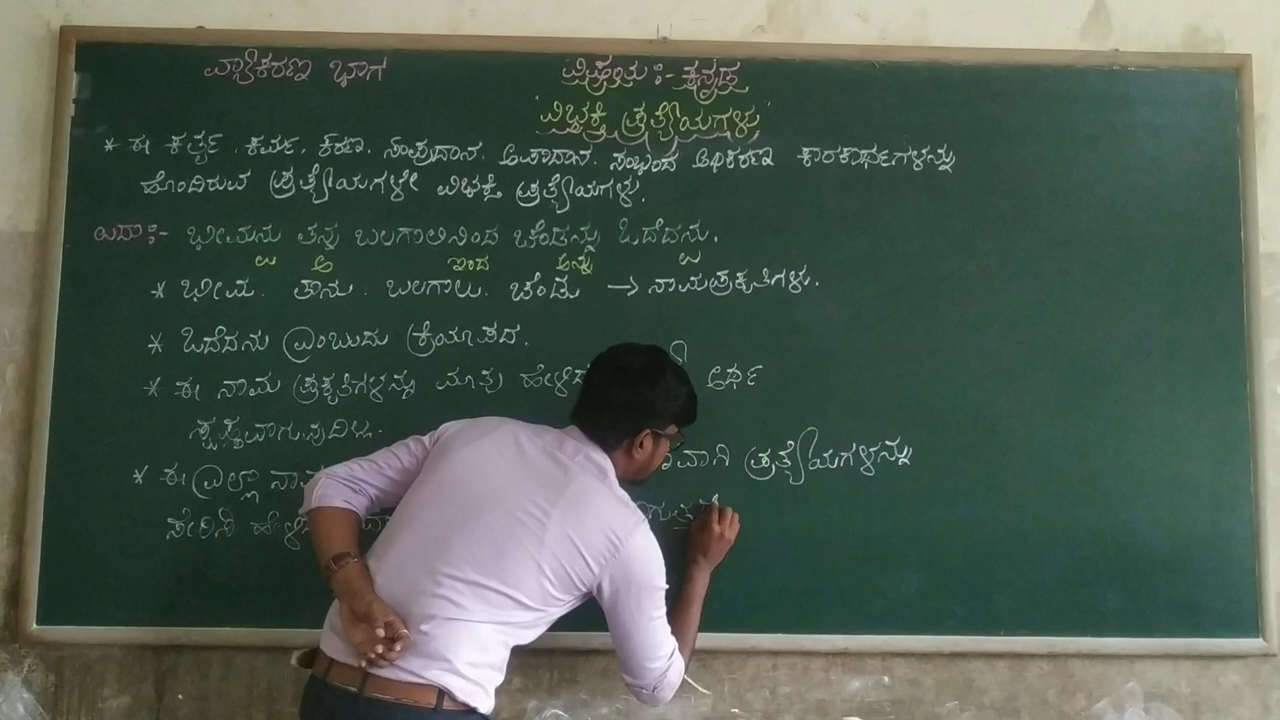 ವ್ಯಾಕರಣ ಭಾಗ
ವಿಷಯ :- ಕನ್ನಡ
'ವಿಭಕ್ತಿ ಪ್ರತ್ಯಯಗಳು'
* ಈ ಕರ್ತೃ, ಕರ್ಮ, ಕರಣ, ಸಂಪ್ರದಾನ, ಅಪಾದಾನ, ಸಂಬಂಧ ಅಧಿಕರಣ ಕಾರಕಾರ್ಥಗಳನ್ನು
ಹೊಂದಿರುವ ಪ್ರತ್ಯಯಗಳೇ ವಿಭಕ್ತಿ ಪ್ರತ್ಯಯಗಳು.
ಉದಾ :- ಭೀಮನು ತನ್ನ ಬಲಗಾಲಿನಿಂದ ಚೆಂಡನ್ನು ಒದೆದನು.
ಉ ಅ ಇಂದ ಅನ್ನು ಉ
* ಭೀಮ. ತಾನು. ಬಲಗಾಲು. ಚೆಂಡು → ನಾಮಪ್ರಕೃತಿಗಳು.
* ಒದೆದನು ಎಂಬುದು ಕ್ರಿಯಾಪದ.
* ಈ ನಾಮ ಪ್ರಕೃತಿಗಳನ್ನು ಮಾತ್ರ ಅರ್ಥ
ಸ್ಪಷ್ಟವಾಗುವುದಿಲ್ಲ.
* ಈ ಎಲ್ಲಾ ಪ್ರತ್ಯಯಗಳನ್ನು
ಸೇರಿಸಿ